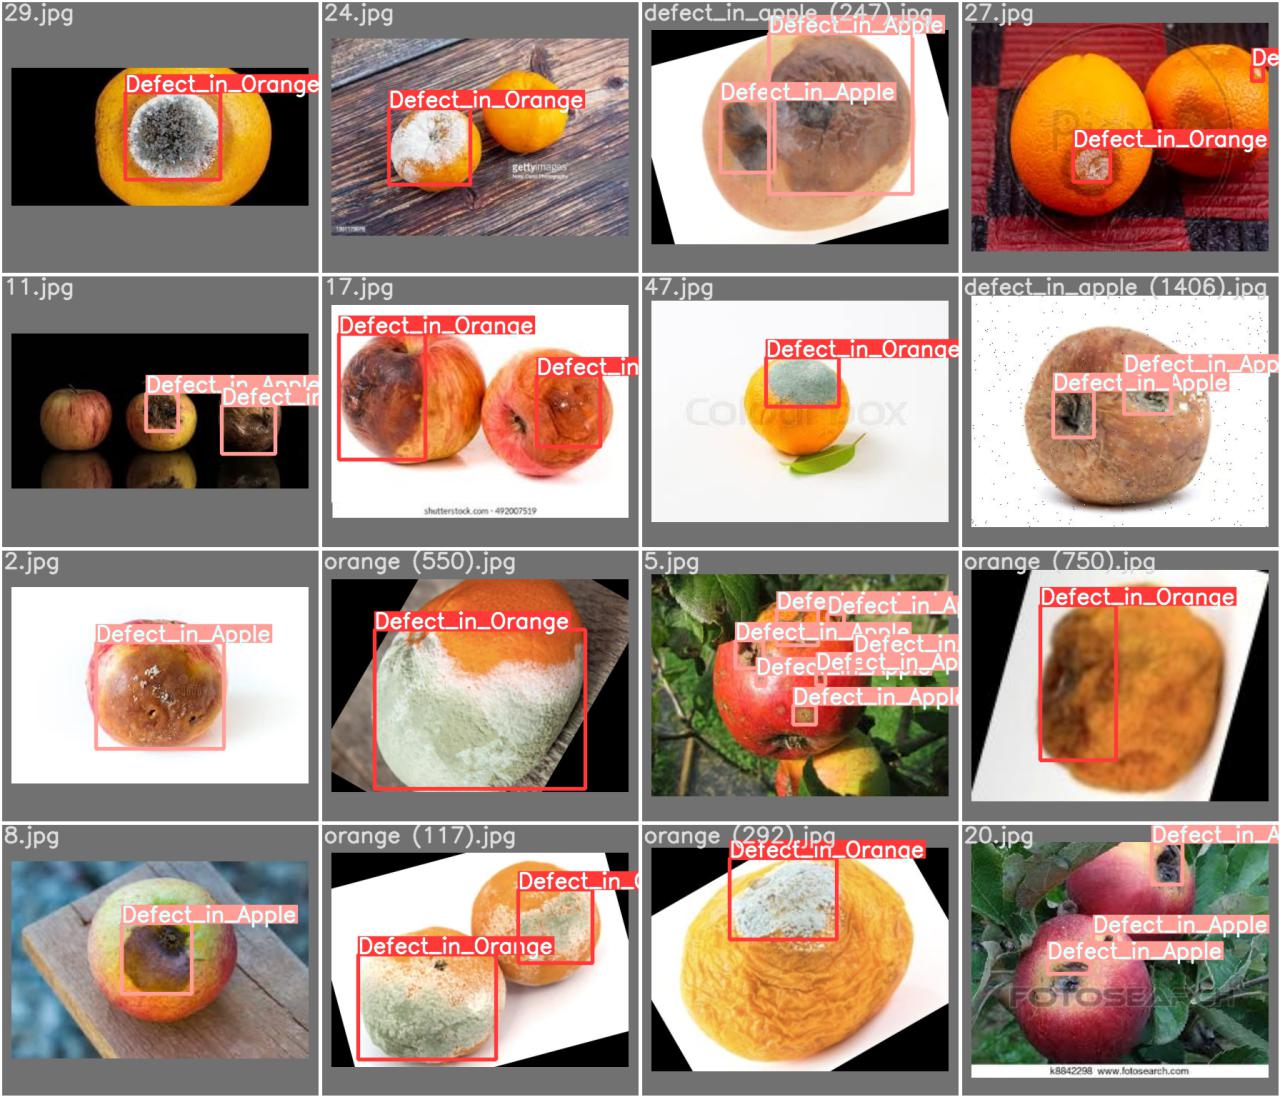 29.jpg
Defect_in_Orange
24.jpg
Defect_in_Orange
gettyimages
defect_in_apple (247).jpg
Defect_in_Apple
Defect_in_Apple
27.jpg
De
Defect_in_Orange
11.jpg
Defect_in_Apple
Defect_in
17.jpg
Defect_in_Orange
Defect_in
shutterstock.com · 492007519
47.jpg
Defect_in_Orange
defect_in_apple (1406).jpg
Defect_in_App
Defect_in_Apple
2.jpg
Defect_in_Apple
orange (550).jpg
Defect_in_Orange
5.jpg
Defe
Defect_in_A
Defect_in_Apple
Defect_in
Defec
Defect_in_App
Defect_in_Apple
orange (750).jpg
Defect_in_Orange
8.jpg
Defect_in_Apple
orange (117).jpg
Defect_in_O
Defect_in_Orange
orange (292).jpg
Defect_in_Orange
20.jpg
Defect_in_A
Defect_in_Apple
Defect_in_Apple
FOTOSEARCH
k8842298 www.fotosearch.com